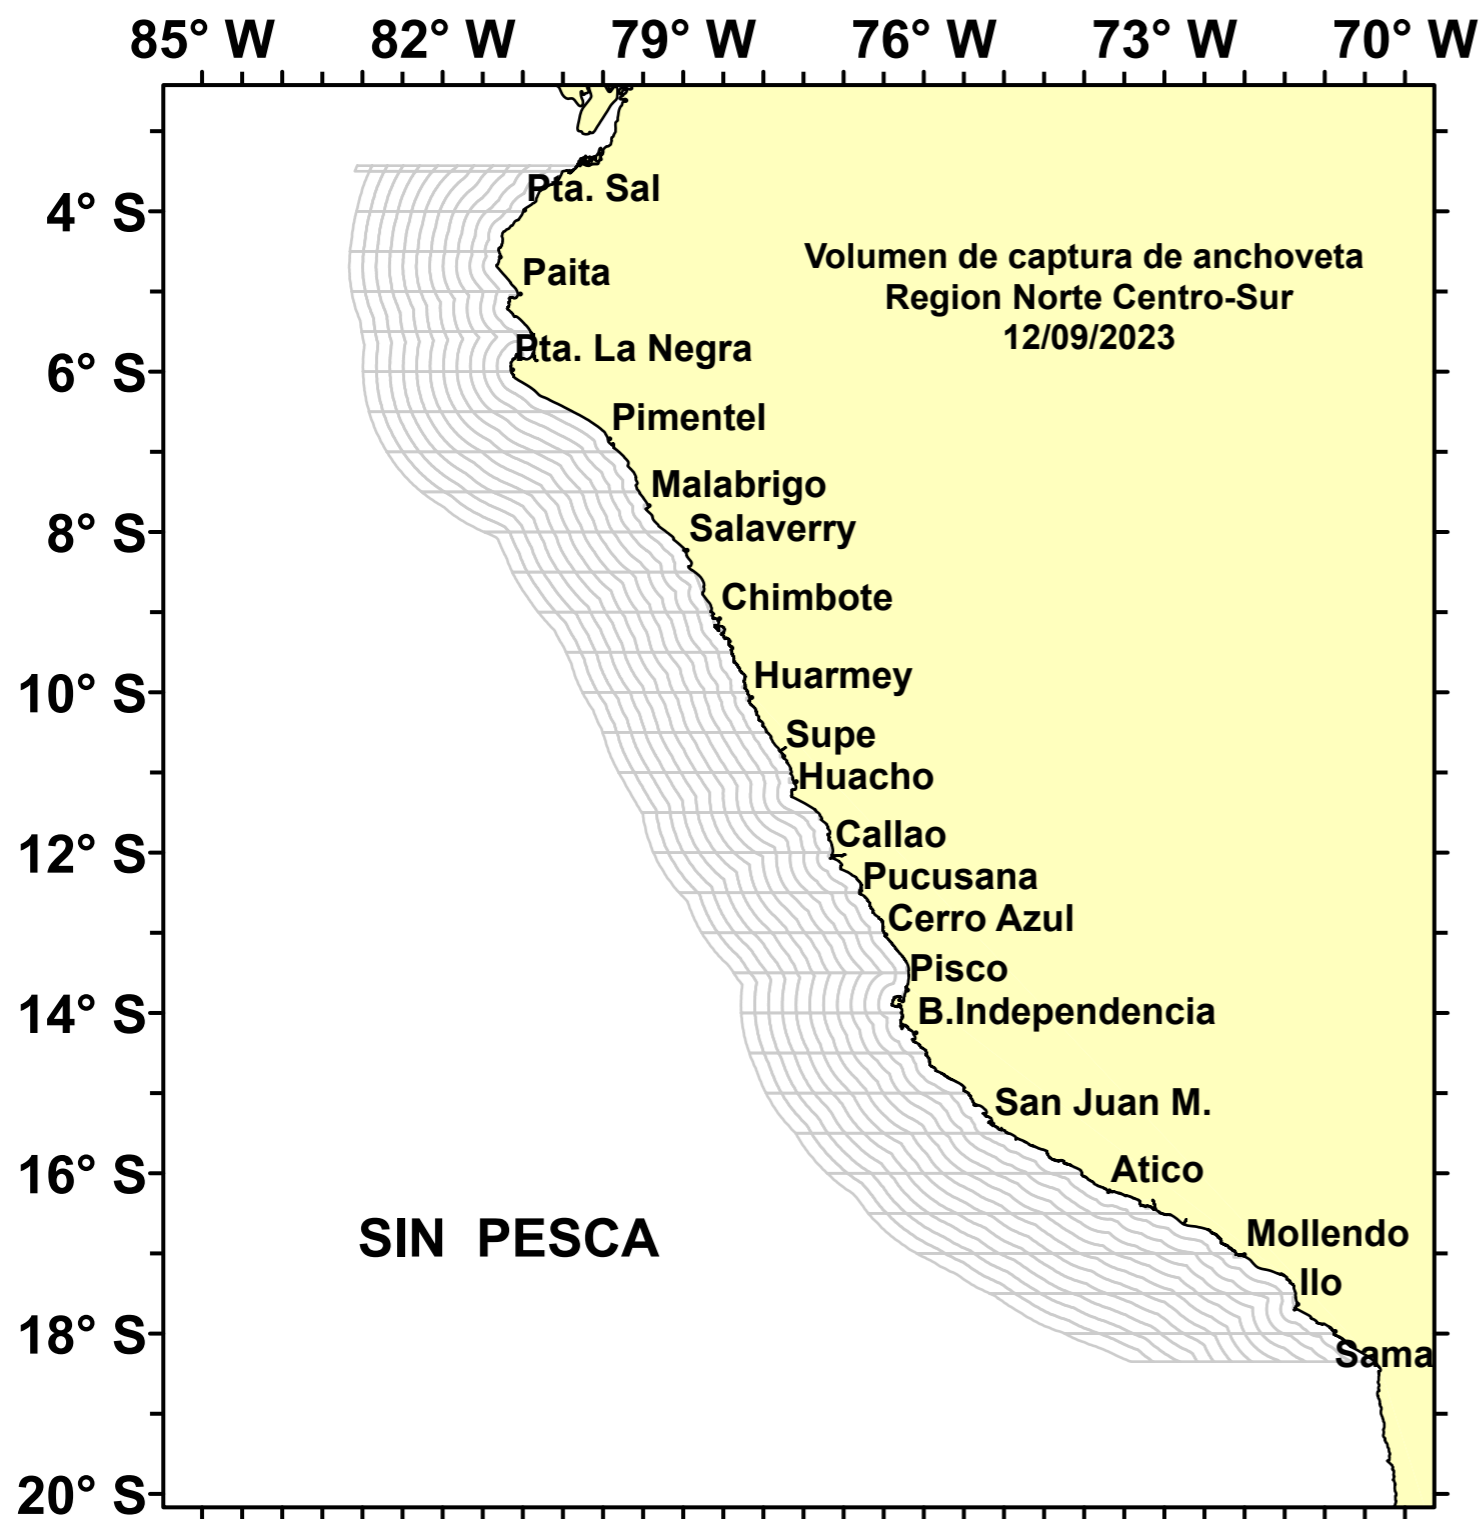 85° W 82° W 79° W 76° W 73° W 70° W
4° S
6° S
8° S
10° S
12° S
14° S
16° S
18° S
20° S
Volumen de captura de anchoveta
Region Norte Centro-Sur
12/09/2023
Pta. Sal
Paita
Pta. La Negra
Pimentel
Malabrigo
Salaverry
Chimbote
Huarmey
Supe
Huacho
Callao
Pucusana
Cerro Azul
Pisco
B.Independencia
San Juan M.
Atico
Mollendo
Ilo
Sama
SIN PESCA